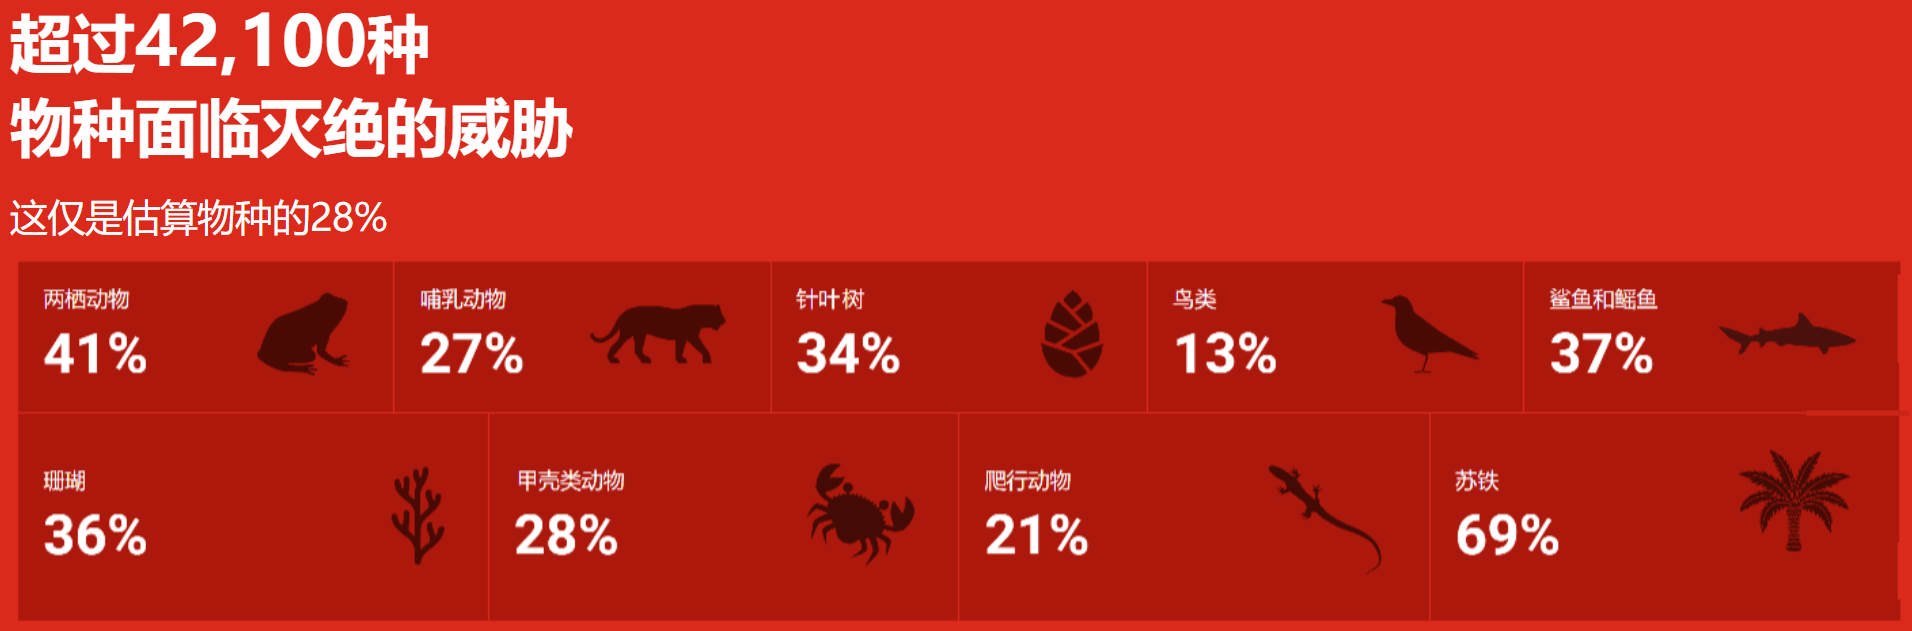 超过42,100种
物种面临灭绝的威胁
这仅是估算物种的28%
两栖动物
41%
哺乳动物
27%
针叶树
34%
鸟类
13%
鲨鱼和鳐鱼
37%
珊瑚
36%
甲壳类动物
28%
爬行动物
21%
苏铁
69%